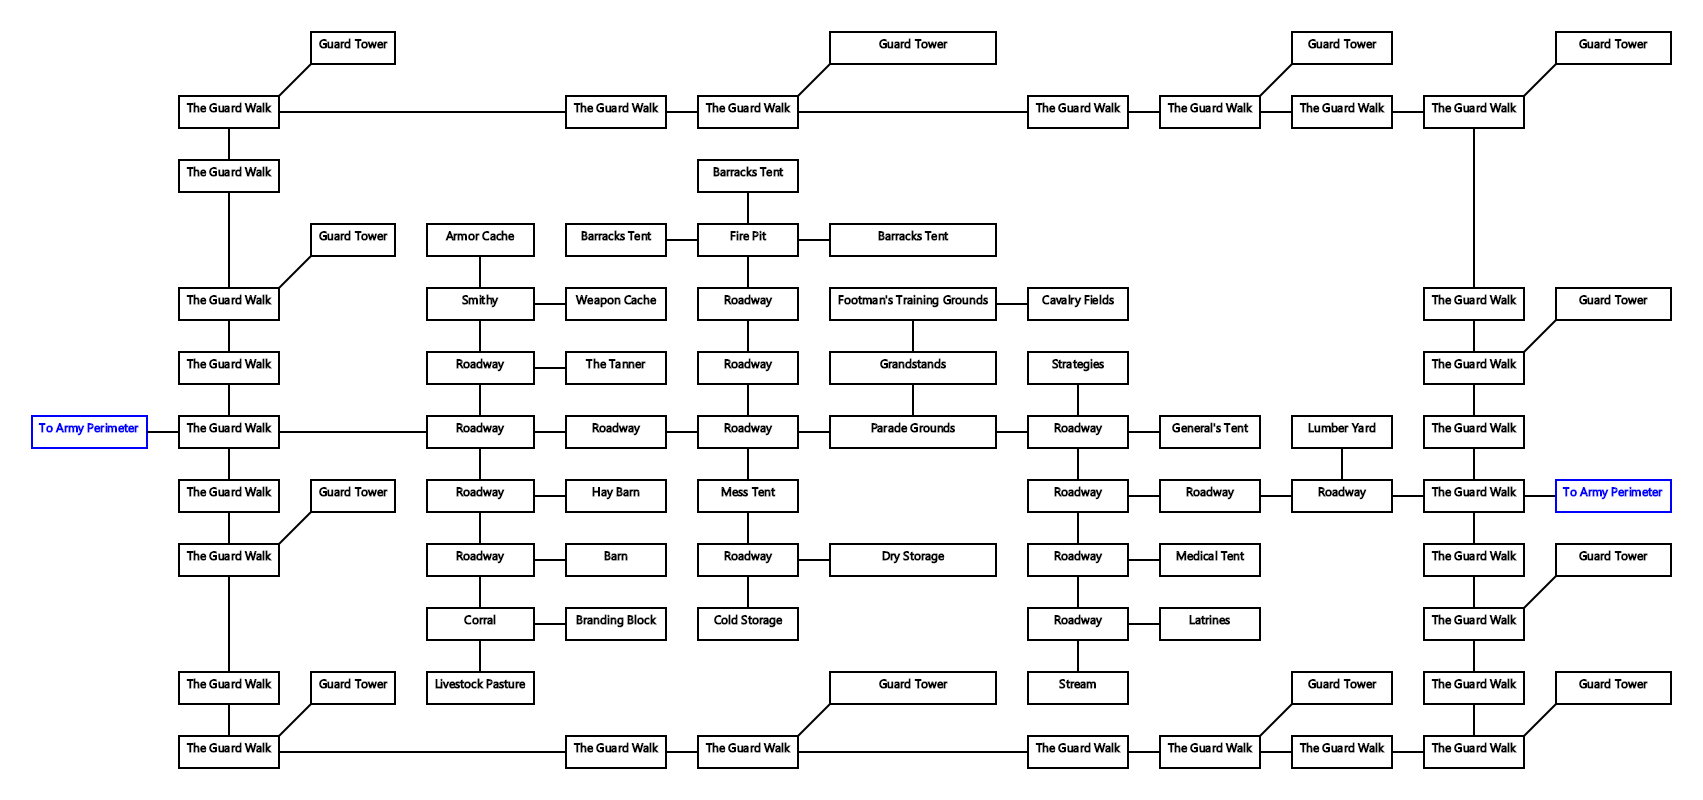 Guard Tower
Guard Tower
Guard Tower
Guard Tower
The Guard Walk
The Guard Walk
The Guard Walk
The Guard Walk
The Guard Walk
The Guard Walk
The Guard Walk
The Guard Walk
Barracks Tent
Guard Tower
Armor Cache
Barracks Tent
Fire Pit
Barracks Tent
The Guard Walk
Smithy
Weapon Cache
Roadway
Footman's Training Grounds
Cavalry Fields
The Guard Walk
Guard Tower
The Guard Walk
Roadway
The Tanner
Roadway
Grandstands
Strategies
The Guard Walk
To Army Perimeter
The Guard Walk
Roadway
Roadway
Roadway
Parade Grounds
Roadway
General's Tent
Lumber Yard
The Guard Walk
The Guard Walk
Guard Tower
Roadway
Hay Barn
Mess Tent
Roadway
Roadway
Roadway
The Guard Walk
To Army Perimeter
The Guard Walk
Roadway
Barn
Roadway
Dry Storage
Roadway
Medical Tent
The Guard Walk
Guard Tower
Corral
Branding Block
Cold Storage
Roadway
Latrines
The Guard Walk
The Guard Walk
Guard Tower
Livestock Pasture
Guard Tower
Stream
Guard Tower
The Guard Walk
Guard Tower
The Guard Walk
The Guard Walk
The Guard Walk
The Guard Walk
The Guard Walk
The Guard Walk
The Guard Walk